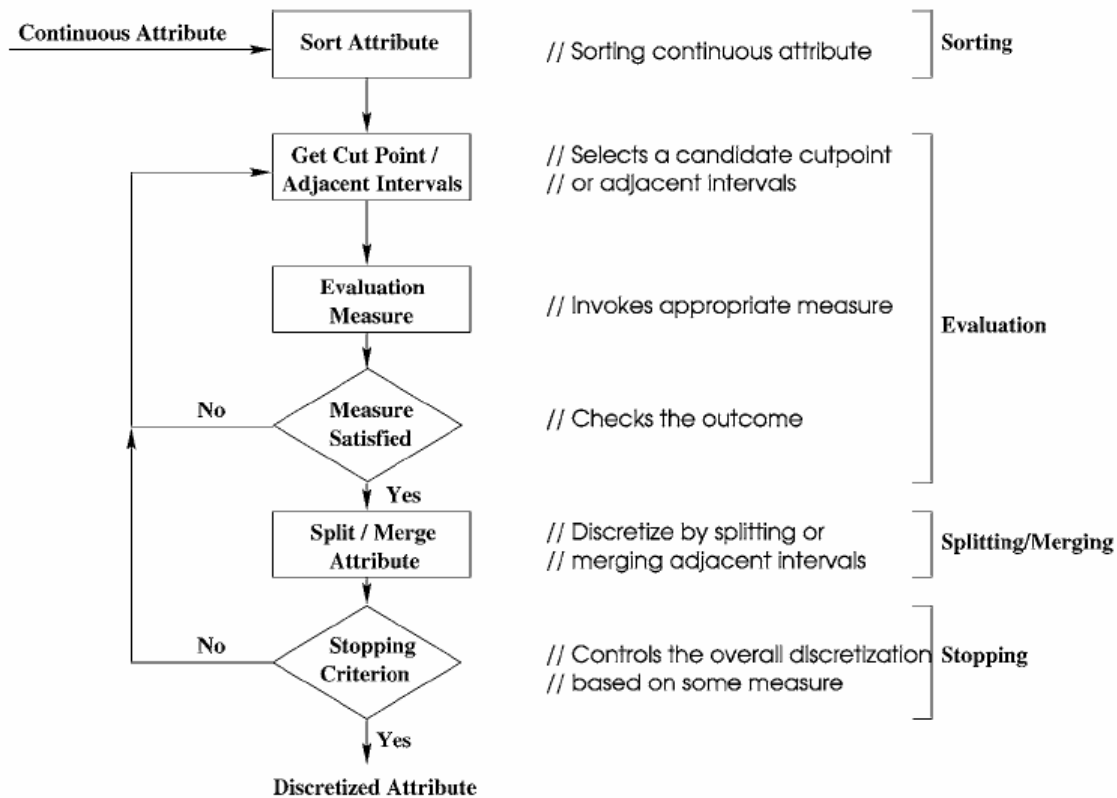 Continuous Attribute
Sort Attribute
// Sorting continuous attribute
Sorting
Get Cut Point /
Adjacent Intervals
// Selects a candidate cutpoint
// or adjacent intervals
Evaluation
Measure
// Invokes appropriate measure
Evaluation
No
Measure
Satisfied
// Checks the outcome
Yes
Split / Merge
Attribute
// Discretize by splitting or
// merging adjacent intervals
Splitting/Merging
No
Stopping
Criterion
// Controls the overall discretization
// based on some measure
Stopping
Yes
Discretized Attribute